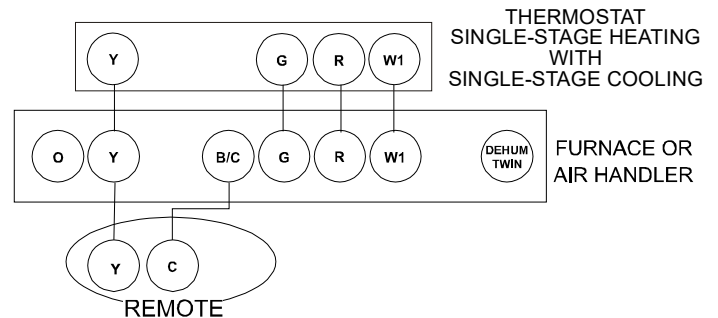 THERMOSTAT
SINGLE-STAGE HEATING
WITH
SINGLE-STAGE COOLING
Y G R W1
O Y B/C G R W1 DEHUM
TWIN
FURNACE OR
AIR HANDLER
Y C
REMOTE